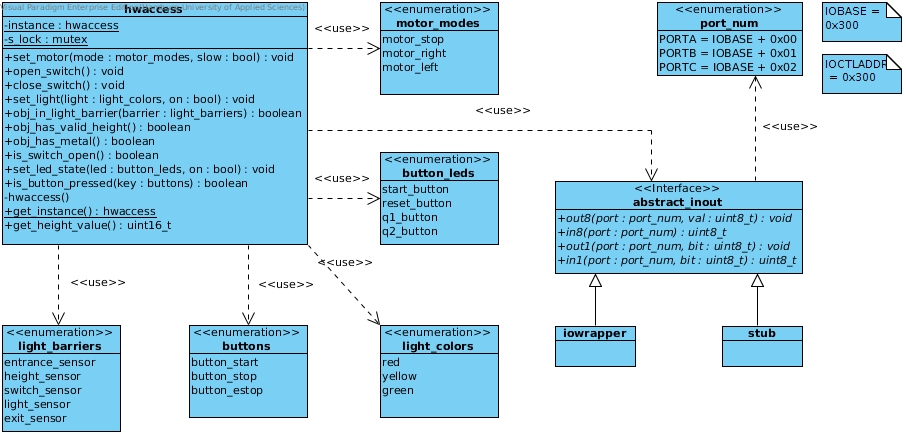 Visual Paradigm Enterprise Edi University of Applied Sciences)
hwaccess
-instance : hwaccess
-s_lock : mutex
+set_motor(mode : motor_modes, slow : bool) : void
+open_switch() : void
+close_switch() : void
+set_light(light : light_colors, on : bool) : void
+obj_in_light_barrier(barrier : light_barriers) : boolean
+obj_has_valid_height() : boolean
+obj_has_metal() : boolean
+is_switch_open() : boolean
+set_led_state(led : button_leds, on : bool) : void
+is_button_pressed(key : buttons) : boolean
-hwaccess()
+get_instance() : hwaccess
+get_height_value() : uint16_t
<<use>>
<<enumeration>>
motor_modes
motor_stop
motor_right
motor_left
<<use>>
<<enumeration>>
button_leds
start_button
reset_button
q1_button
q2_button
<<use>>
<<enumeration>>
port_num
PORTA = IOBASE + 0x00
PORTB = IOBASE + 0x01
PORTC = IOBASE + 0x02
IOBASE =
0x300
IOCTLADDR
= 0x300
<<use>>
<<Interface>>
abstract_inout
+out8(port : port_num, val : uint8_t) : void
+in8(port : port_num) : uint8_t
+out1(port : port_num, bit : uint8_t) : void
+in1(port : port_num, bit : uint8_t) : uint8_t
<<use>>
<<use>>
<<use>>
<<enumeration>>
light_barriers
entrance_sensor
height_sensor
switch_sensor
light_sensor
exit_sensor
<<enumeration>>
buttons
button_start
button_stop
button_estop
<<enumeration>>
light_colors
red
yellow
green
iowrapper
stub